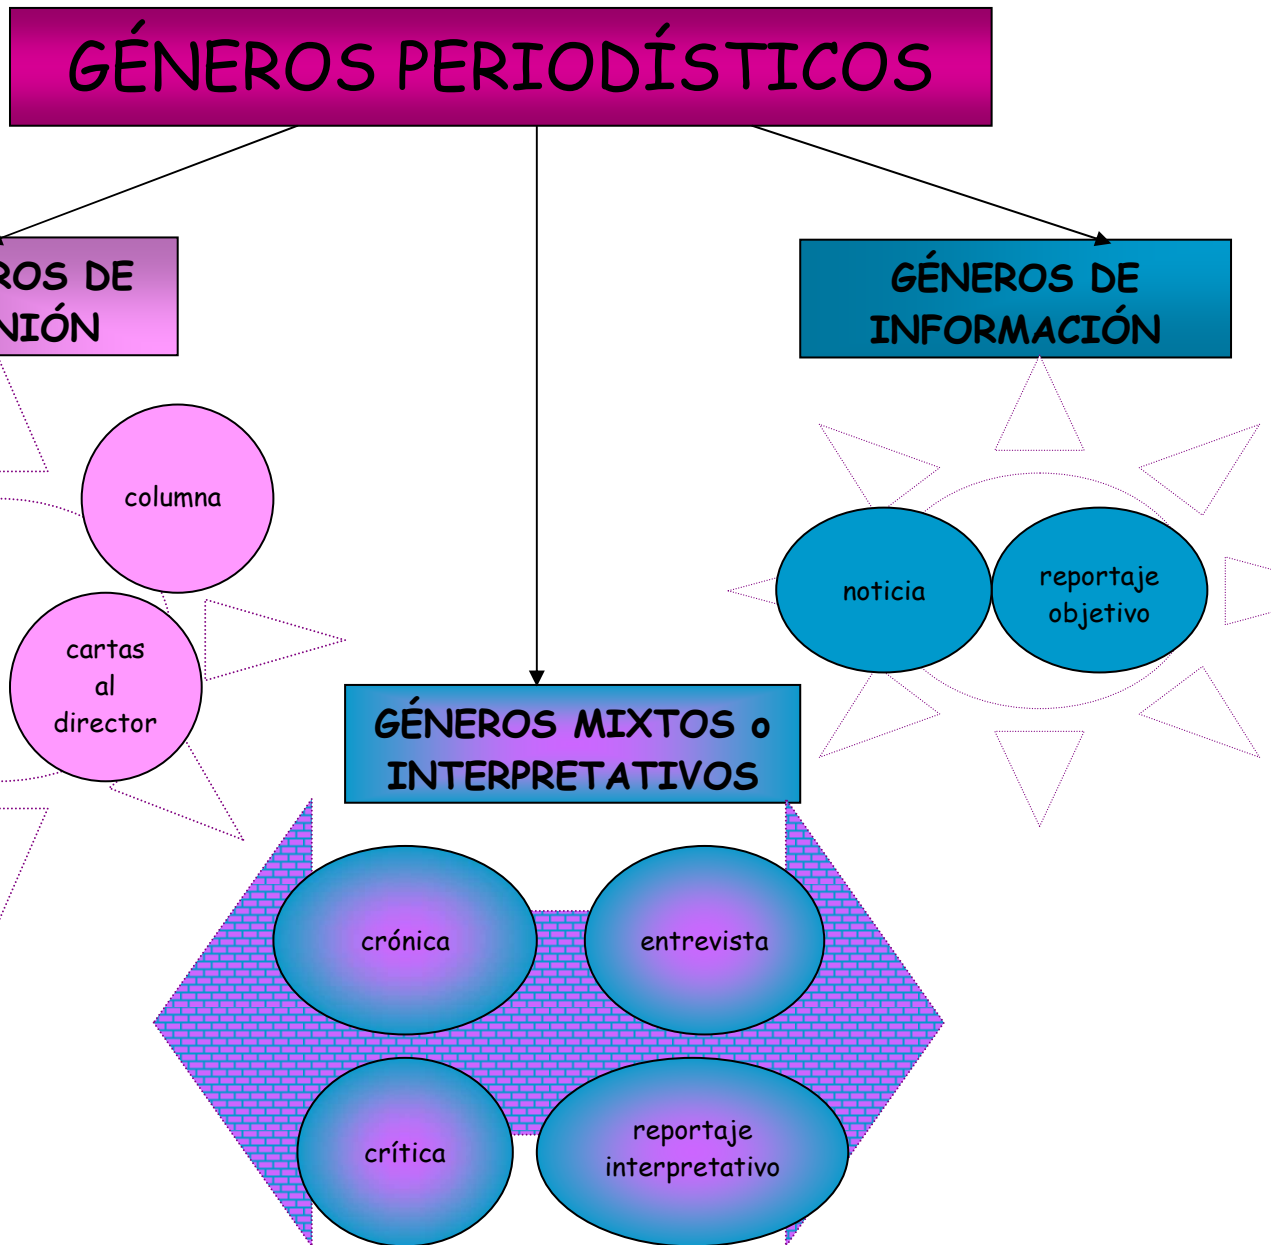 GÉNEROS PERIODÍSTICOS
ROS DE
NIÓN
GÉNEROS DE
INFORMACIÓN
columna
cartas
al
director
noticia
reportaje
objetivo
GÉNEROS MIXTOS o
INTERPRETATIVOS
crónica
entrevista
crítica
reportaje
interpretativo